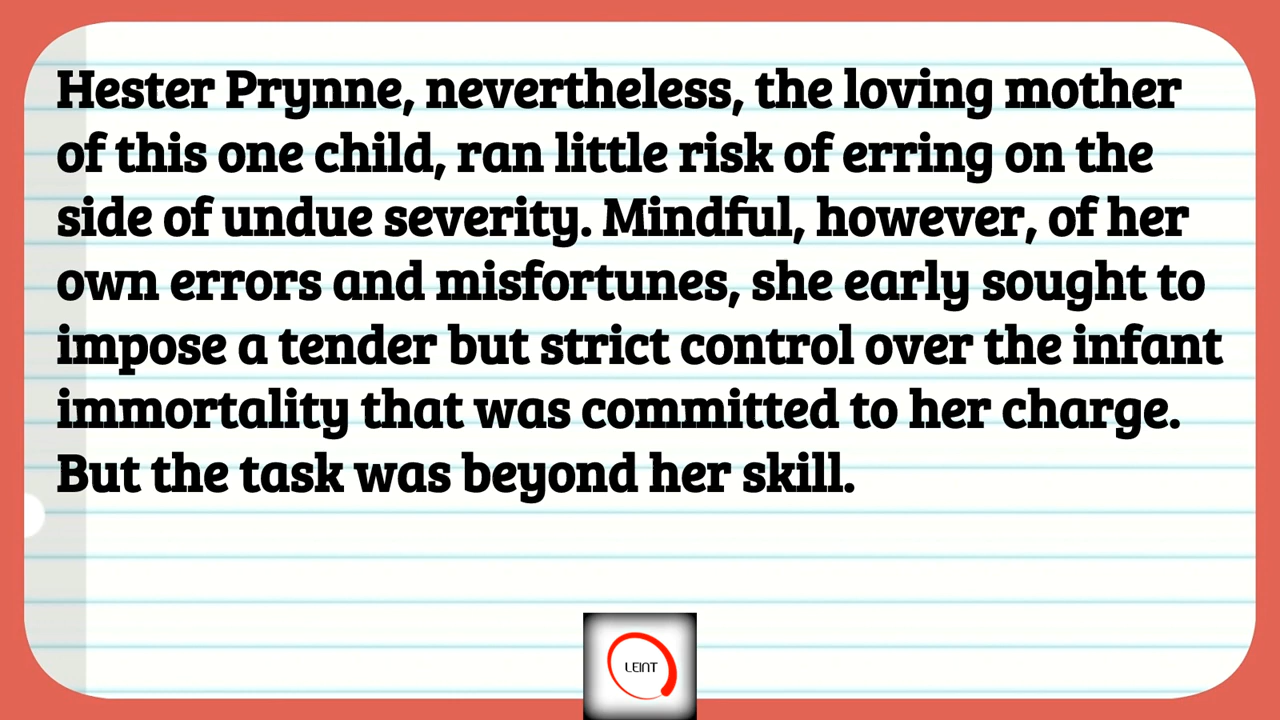 Hester Prynne, nevertheless, the loving mother
of this one child, ran little risk of erring on the
side of undue severity. Mindful, however, of her
own errors and misfortunes, she early sought to
impose a tender but strict control over the infant
immortality that was committed to her charge.
But the task was beyond her skill.
LEINT